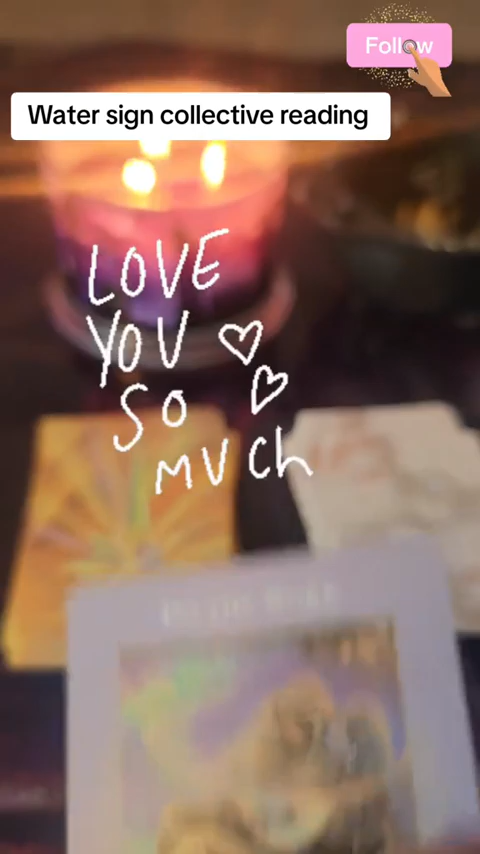 Follow
Water sign collective reading
LOVE
YOU
SO
MUCh